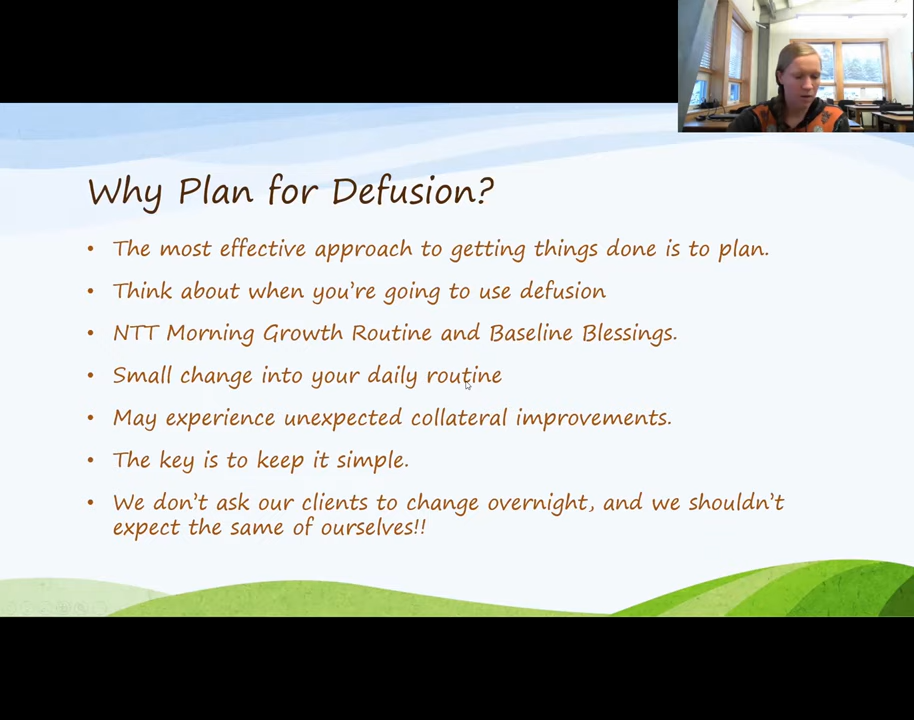 Why Plan for Defusion?
• The most effective approach to getting things done is to plan.
• Think about when you're going to use defusion
• NTT Morning Growth Routine and Baseline Blessings.
• Small change into your daily routine
• May experience unexpected collateral improvements.
• The key is to keep it simple.
• We don't ask our clients to change overnight, and we shouldn't
expect the same of ourselves!!